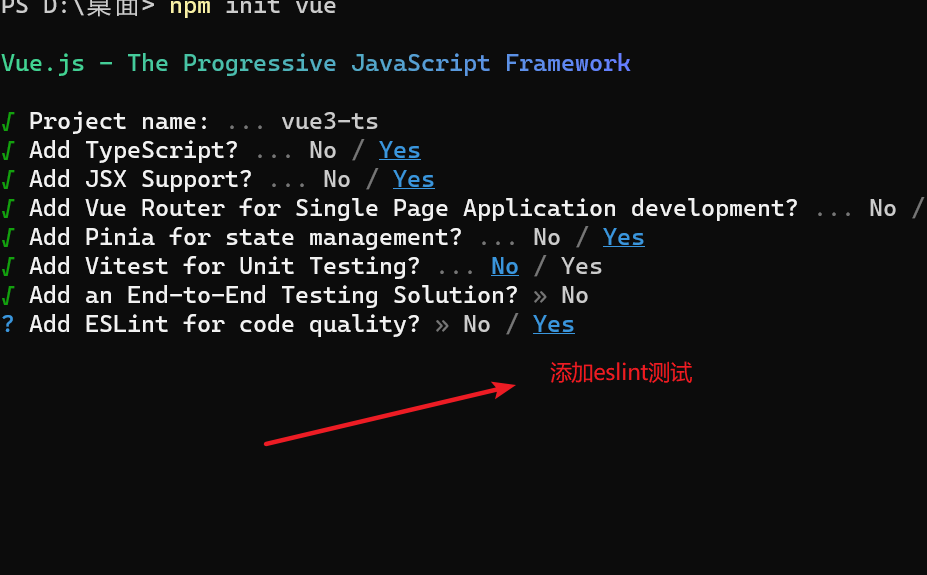 PS D:\桌面> npm init vue
Vue.js - The Progressive JavaScript Framework
√ Project name: ... vue3-ts
√ Add TypeScript? ... No / Yes
√ Add JSX Support? ... No / Yes
√ Add Vue Router for Single Page Application development? ... No /
√ Add Pinia for state management? ... No / Yes
√ Add Vitest for Unit Testing? ... No / Yes
√ Add an End-to-End Testing Solution? » No
? Add ESLint for code quality? » No / Yes
添加eslint测试